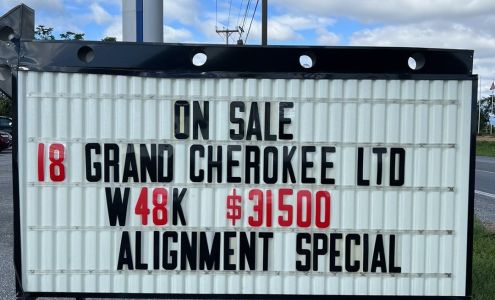 ON SALE
18 GRAND CHEROKEE LTD
W48K $31500
ALIGNMENT SPECIAL